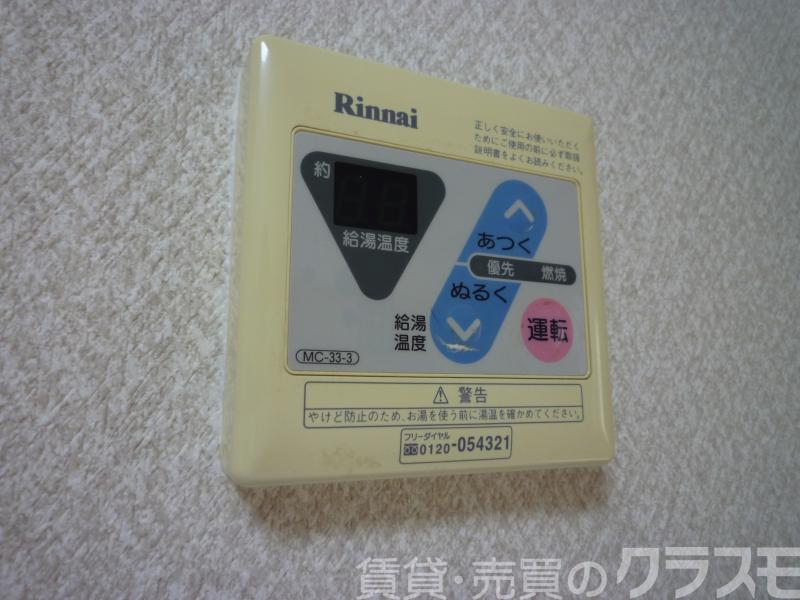 Rinnai
正しく安全にお使いいただく
ためにご使用の前に必ず取扱
説明書をよくお読みください。
約
給湯温度
あつく
優先 燃焼
ぬるく
給湯
温度
運転
MC-33-3
警告
やけど防止のため、お湯を使う前に湯温を確かめてください。
フリーダイヤル
0120-054321
賃貸・売買のクラスモ